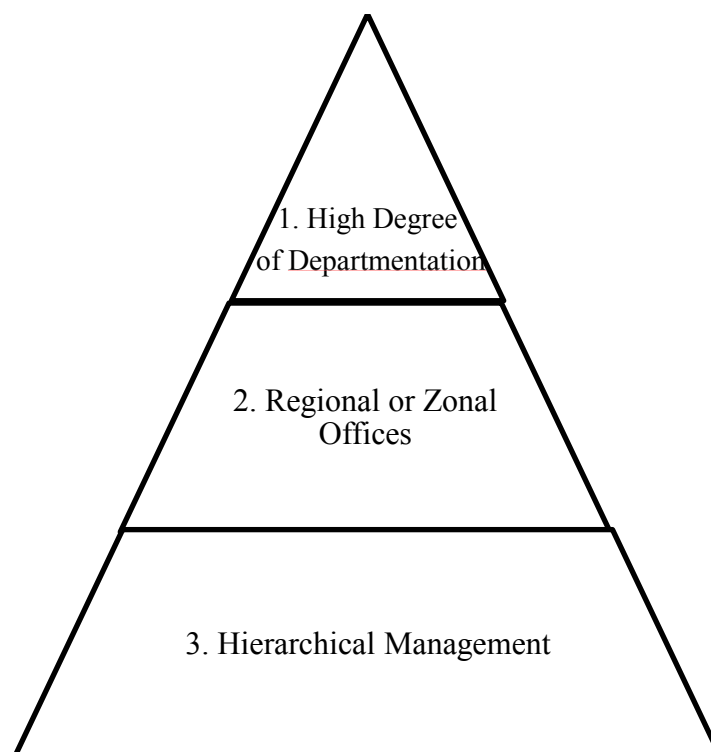 1. High Degree
of Departmentation
2. Regional or Zonal
Offices
3. Hierarchical Management